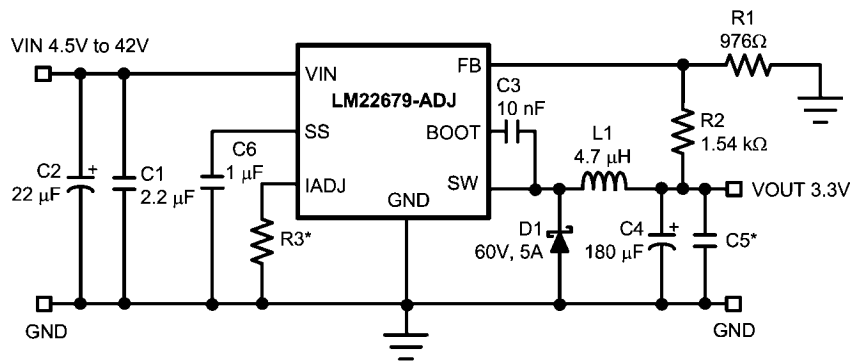 VIN 4.5V to 42V
VIN
FB
LM22679-ADJ
SS
BOOT
IADJ
SW
GND
R1
976Ω
C3
10 nF
R2
1.54 kΩ
L1
4.7 μH
C2
+
22 μF
C1
2.2 μF
C6
1 μF
R3*
D1
60V, 5A
C4
+
180 μF
C5*
VOUT 3.3V
GND
GND